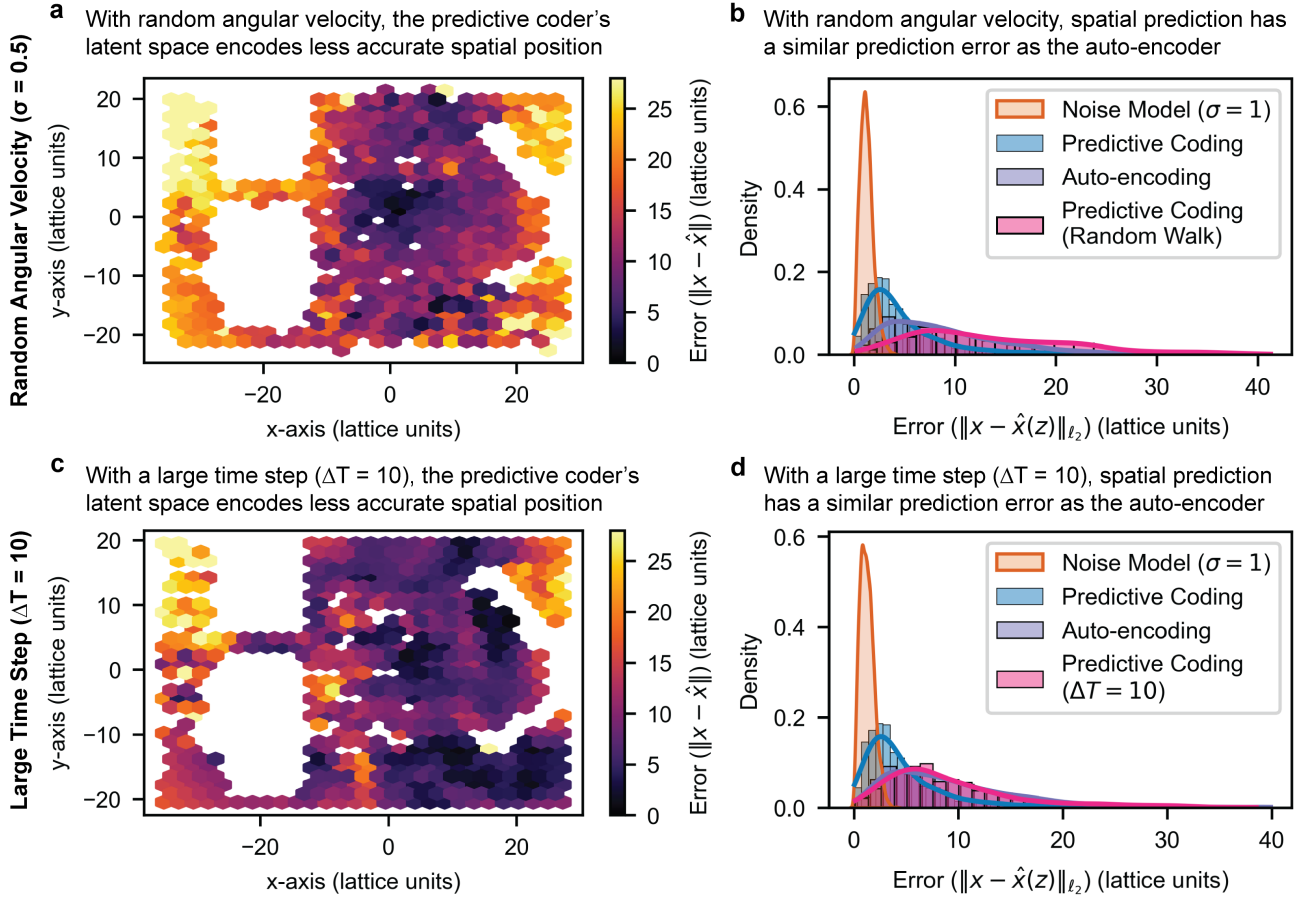 a
With random angular velocity, the predictive coder's
latent space encodes less accurate spatial position
Random Angular Velocity (σ = 0.5)
y-axis (lattice units)
20
10
0
−10
−20
−20
0
20
x-axis (lattice units)
25
20
15
10
5
0
Error (‖x − x̂‖) (lattice units)
b
With random angular velocity, spatial prediction has
a similar prediction error as the auto-encoder
Density
0.6
0.4
0.2
0.0
Noise Model (σ = 1)
Predictive Coding
Auto-encoding
Predictive Coding
(Random Walk)
0
10
20
30
40
Error (‖x − x̂(z)‖ℓ₂) (lattice units)
c
With a large time step (ΔT = 10), the predictive coder's
latent space encodes less accurate spatial position
Large Time Step (ΔT = 10)
y-axis (lattice units)
20
10
0
−10
−20
−20
0
20
x-axis (lattice units)
25
20
15
10
5
0
Error (‖x − x̂‖) (lattice units)
d
With a large time step (ΔT = 10), spatial prediction
has a similar prediction error as the auto-encoder
Density
0.6
0.4
0.2
0.0
Noise Model (σ = 1)
Predictive Coding
Auto-encoding
Predictive Coding
(ΔT = 10)
0
10
20
30
40
Error (‖x − x̂(z)‖ℓ₂) (lattice units)